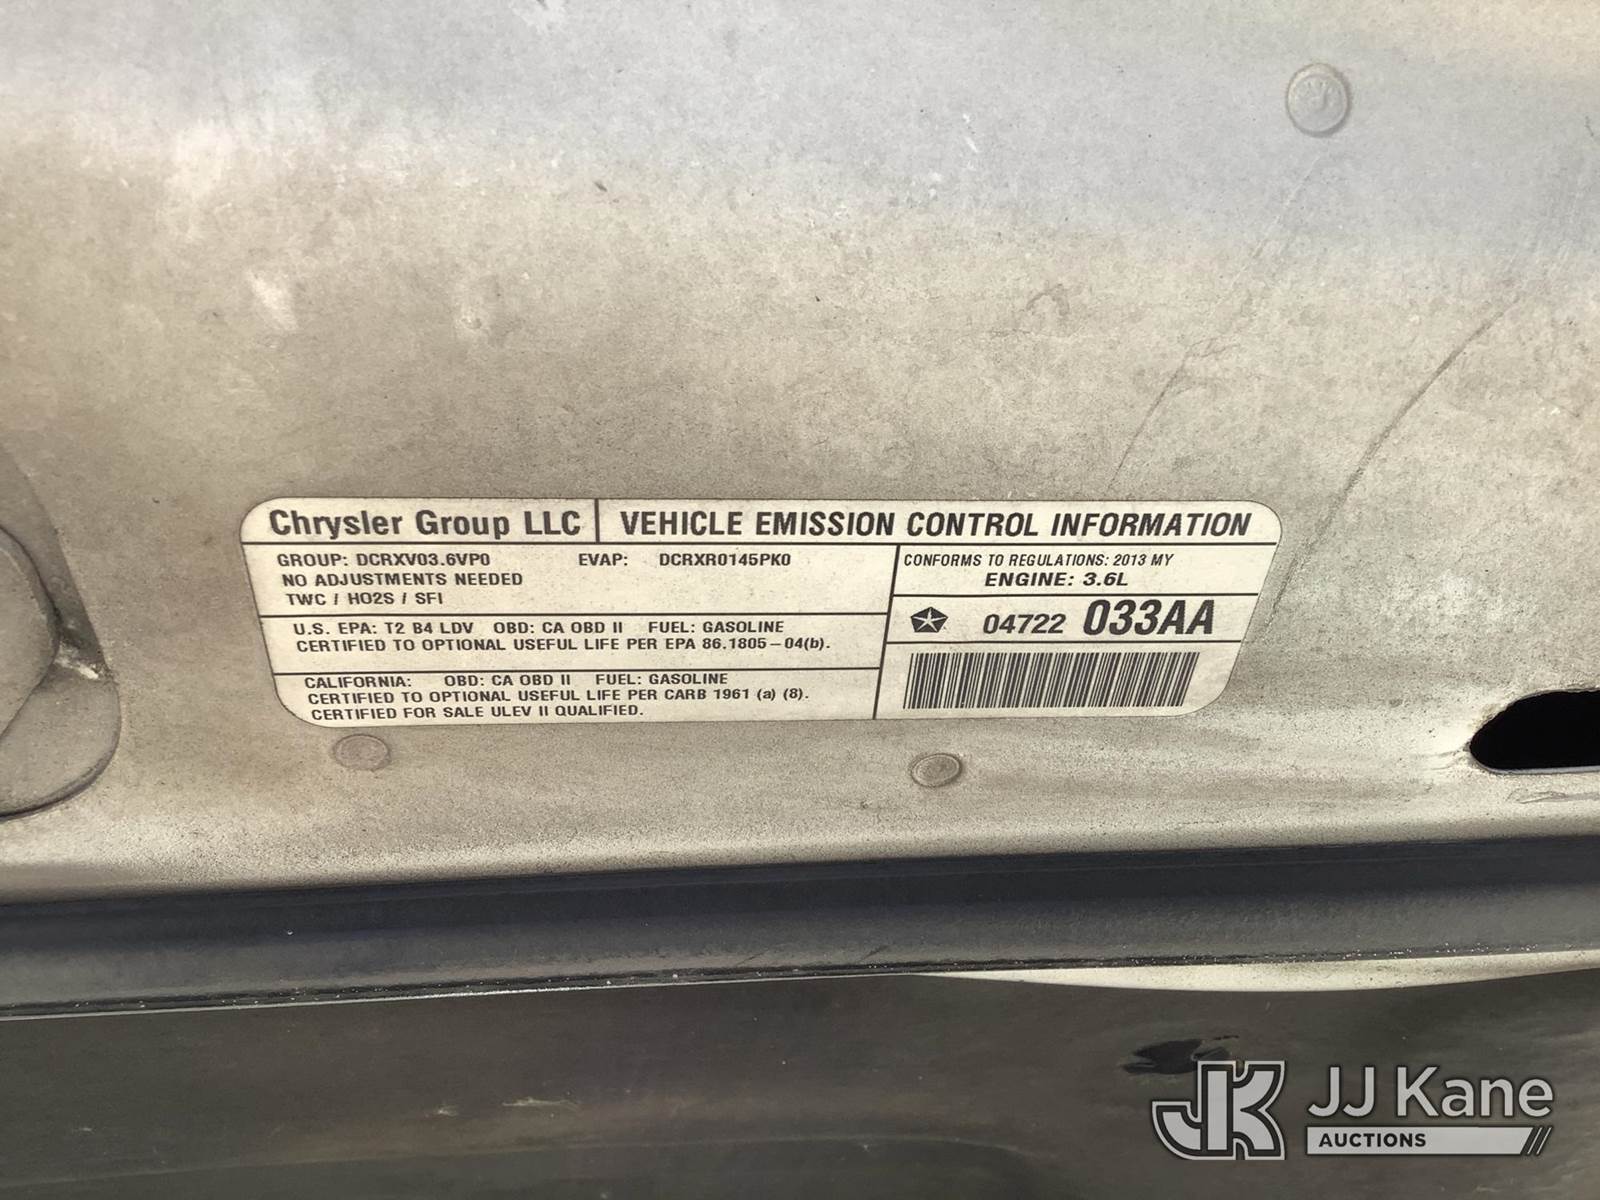 Chrysler Group LLC VEHICLE EMISSION CONTROL INFORMATION
GROUP: DCRXV03.6VP0 EVAP: DCRXR0145PK0
NO ADJUSTMENTS NEEDED
TWC / HO2S / SFI
CONFORMS TO REGULATIONS: 2013 MY
ENGINE: 3.6L
04722 033AA
U.S. EPA: T2 B4 LDV OBD: CA OBD II FUEL: GASOLINE
CERTIFIED TO OPTIONAL USEFUL LIFE PER EPA 86.1805-04(b).
CALIFORNIA: OBD: CA OBD II FUEL: GASOLINE
CERTIFIED TO OPTIONAL USEFUL LIFE PER CARB 1961 (a) (8).
CERTIFIED FOR SALE ULEV II QUALIFIED.
JK JJ Kane
AUCTIONS